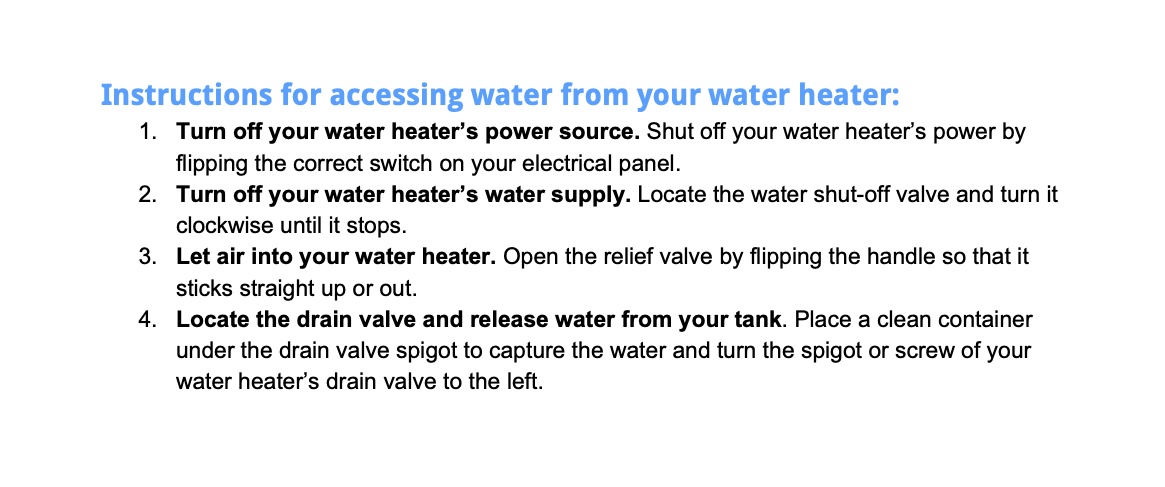 Instructions for accessing water from your water heater:
1. Turn off your water heater’s power source. Shut off your water heater’s power by
flipping the correct switch on your electrical panel.
2. Turn off your water heater’s water supply. Locate the water shut-off valve and turn it
clockwise until it stops.
3. Let air into your water heater. Open the relief valve by flipping the handle so that it
sticks straight up or out.
4. Locate the drain valve and release water from your tank. Place a clean container
under the drain valve spigot to capture the water and turn the spigot or screw of your
water heater’s drain valve to the left.